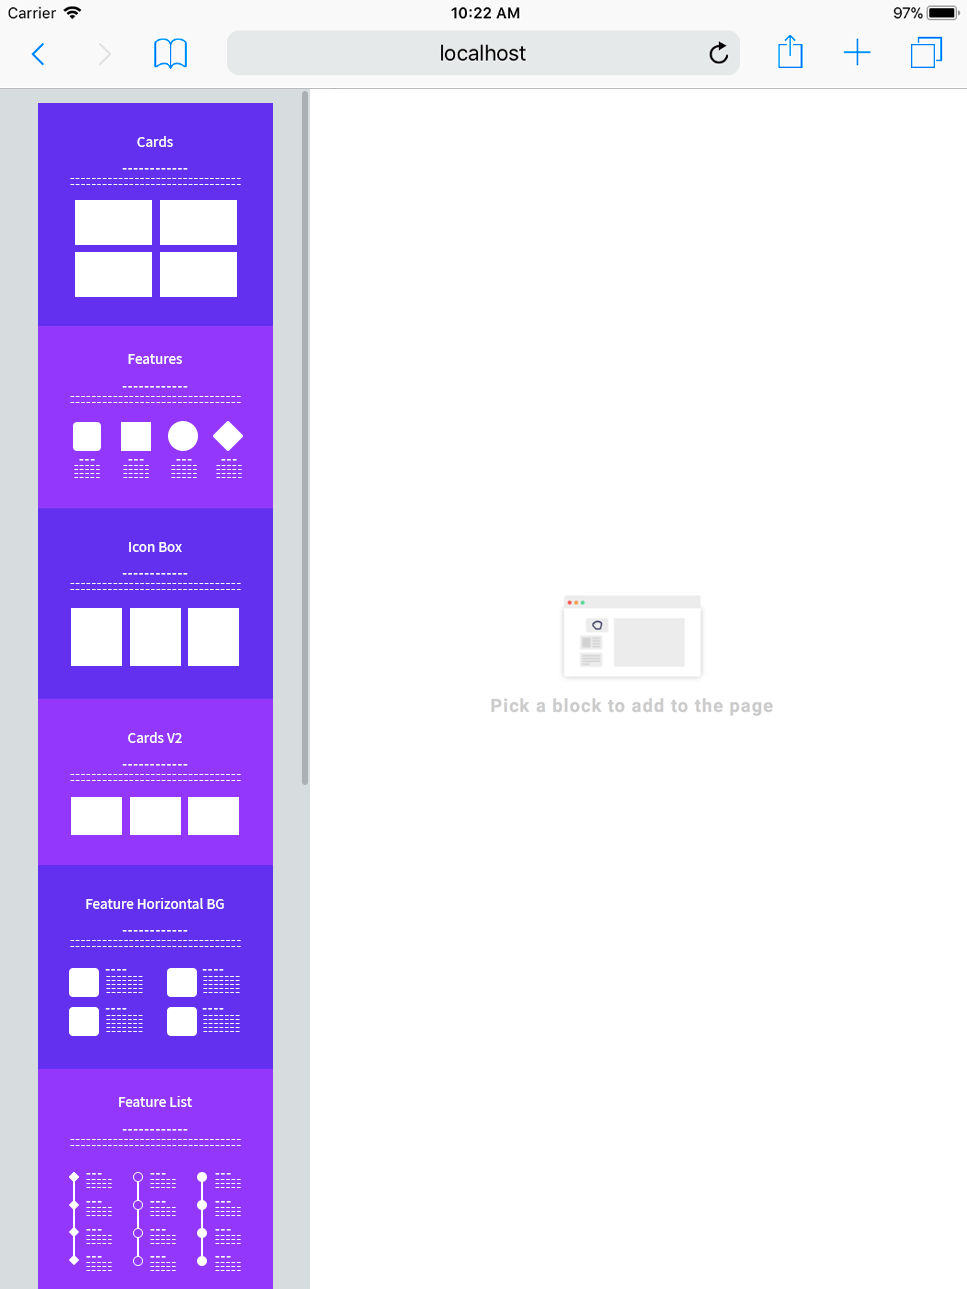 Carrier 10:22 AM 97%
localhost
Cards
Features
Icon Box
Cards V2
Feature Horizontal BG
Feature List
Pick a block to add to the page